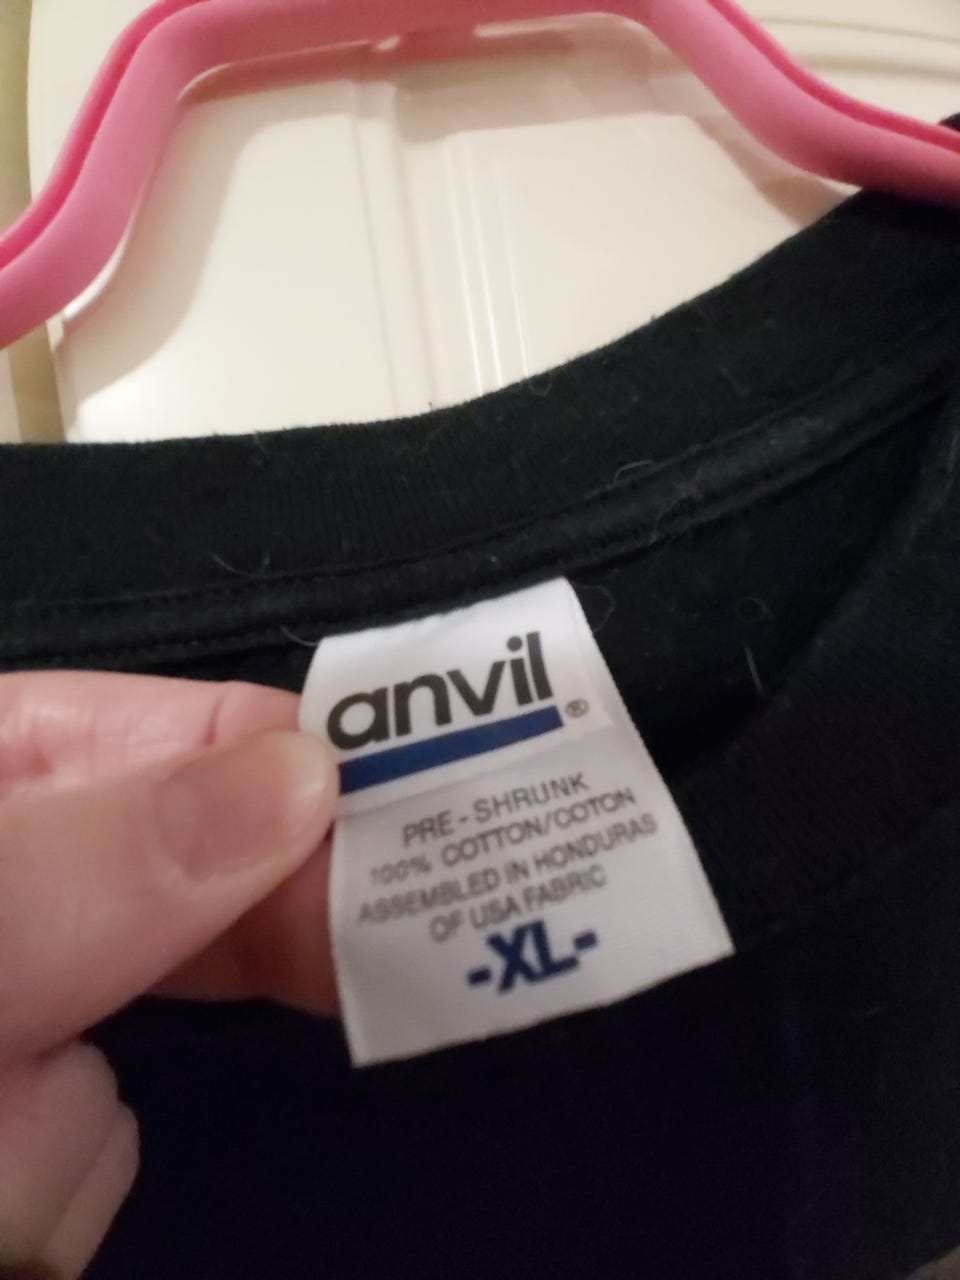 anvil®
PRE-SHRUNK
100% COTTON/COTON
ASSEMBLED IN HONDURAS
OF USA FABRIC
-XL-